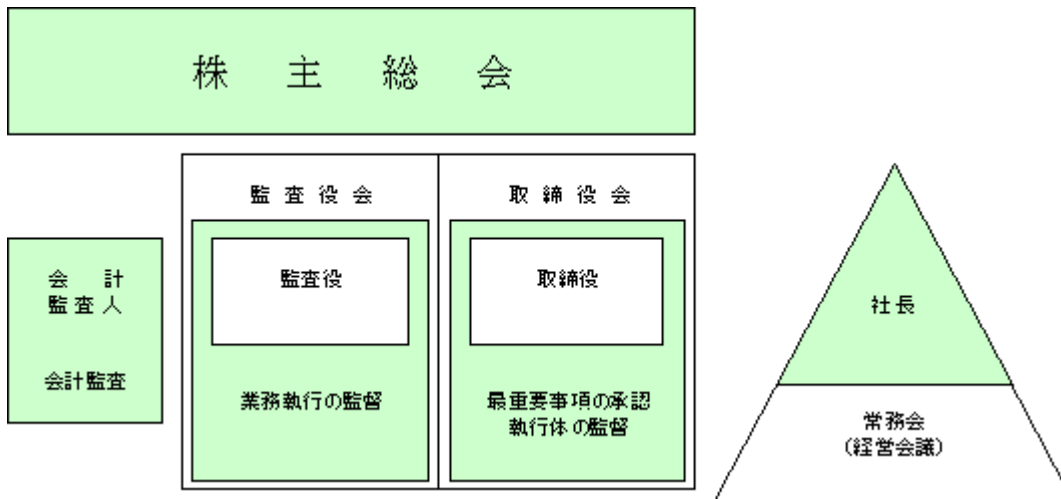 株主総会
監査役会
取締役会
会計
監査人
会計監査
監査役
業務執行の監督
取締役
最重要事項の承認
執行体の監督
社長
常務会
(経営会議)